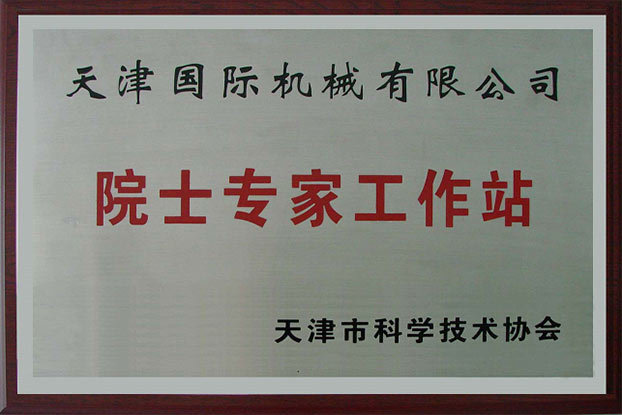 天津国际机械有限公司
院士专家工作站
天津市科学技术协会